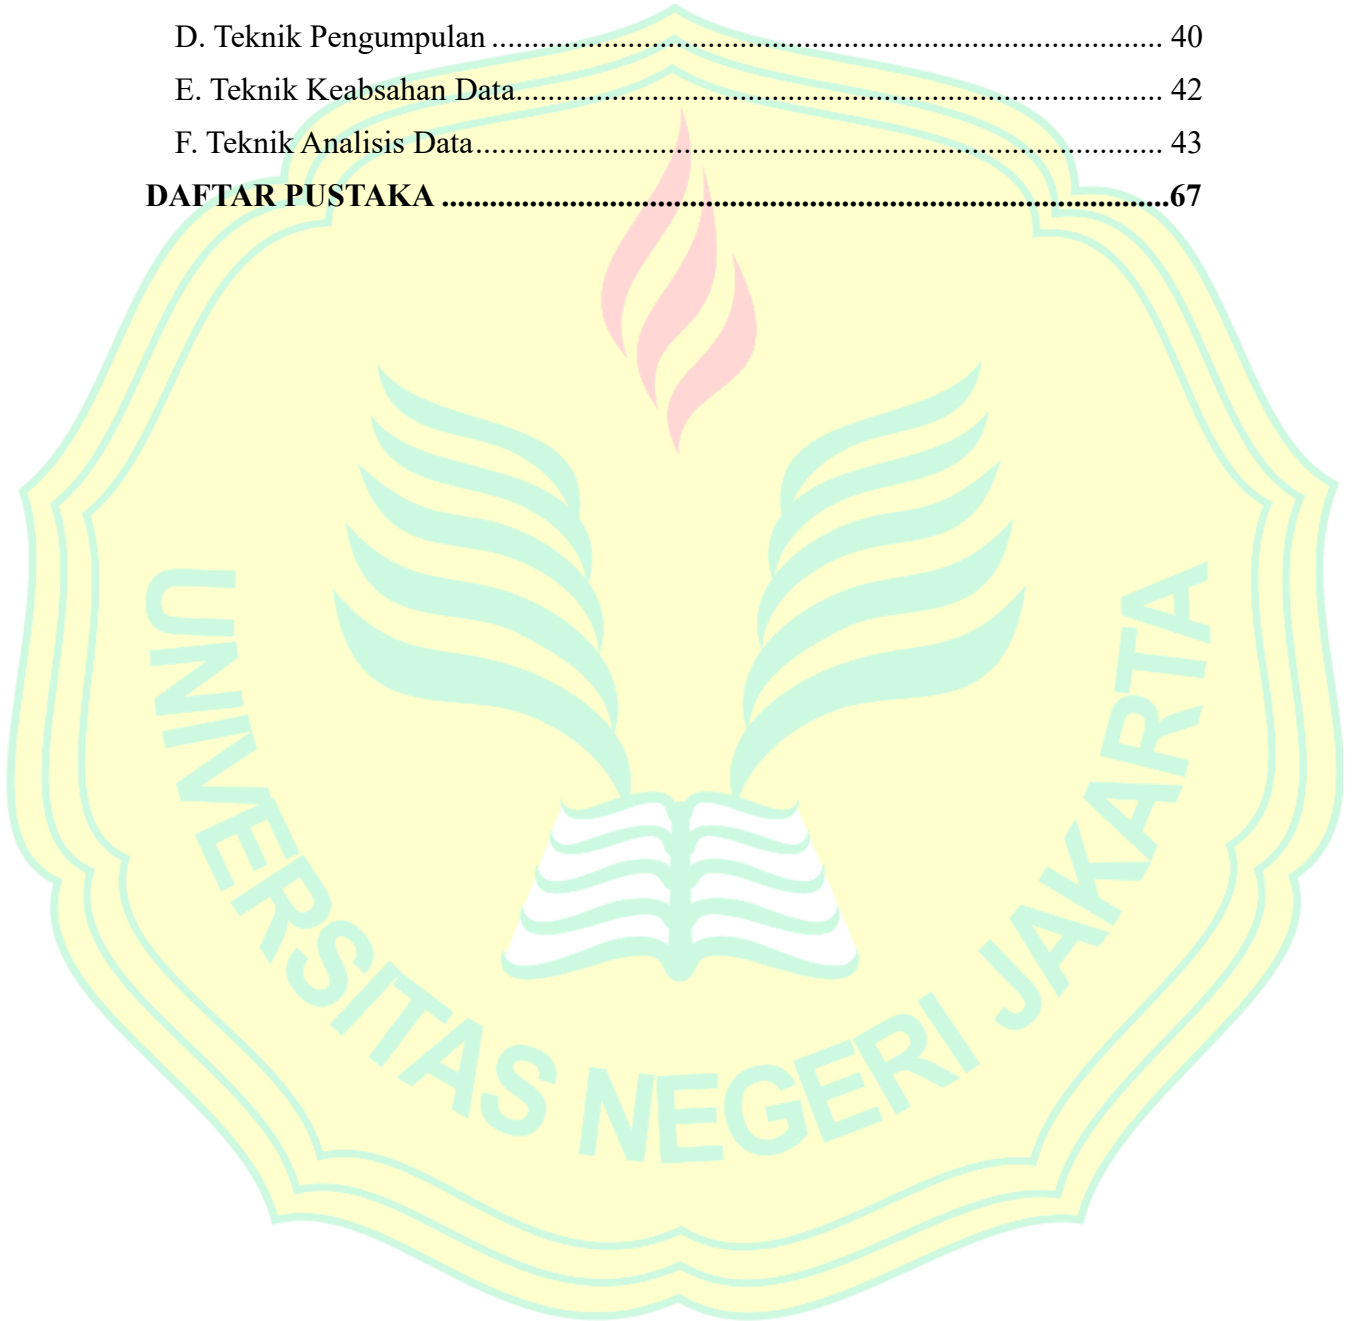 D. Teknik Pengumpulan ................................................................................... 40
E. Teknik Keabsahan Data................................................................................. 42
F. Teknik Analisis Data...................................................................................... 43
DAFTAR PUSTAKA ...........................................................................................67
UNIVERSITAS NEGERI JAKARTA